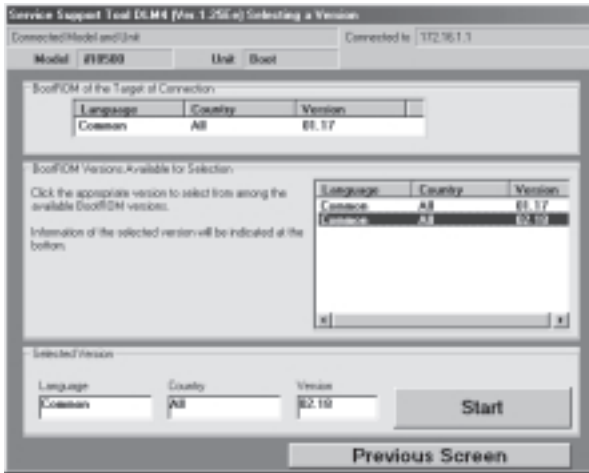 Service Support Tool DLM4 (Ver.1.25E.e) Selecting a Version
Connected Model and Unit
Connected to 172.16.1.1
Model iR10500 Unit Boot
BootROM of the Target of Connection
Language Country Version
Common All 01.17
BootROM Versions Available for Selection
Click the appropriate version to select from among the
available BootROM versions.
Information of the selected version will be indicated at the
bottom.
Language Country Version
Common All 01.17
Common All 02.18
Selected Version
Language Country Version
Common All 02.18
Start
Previous Screen